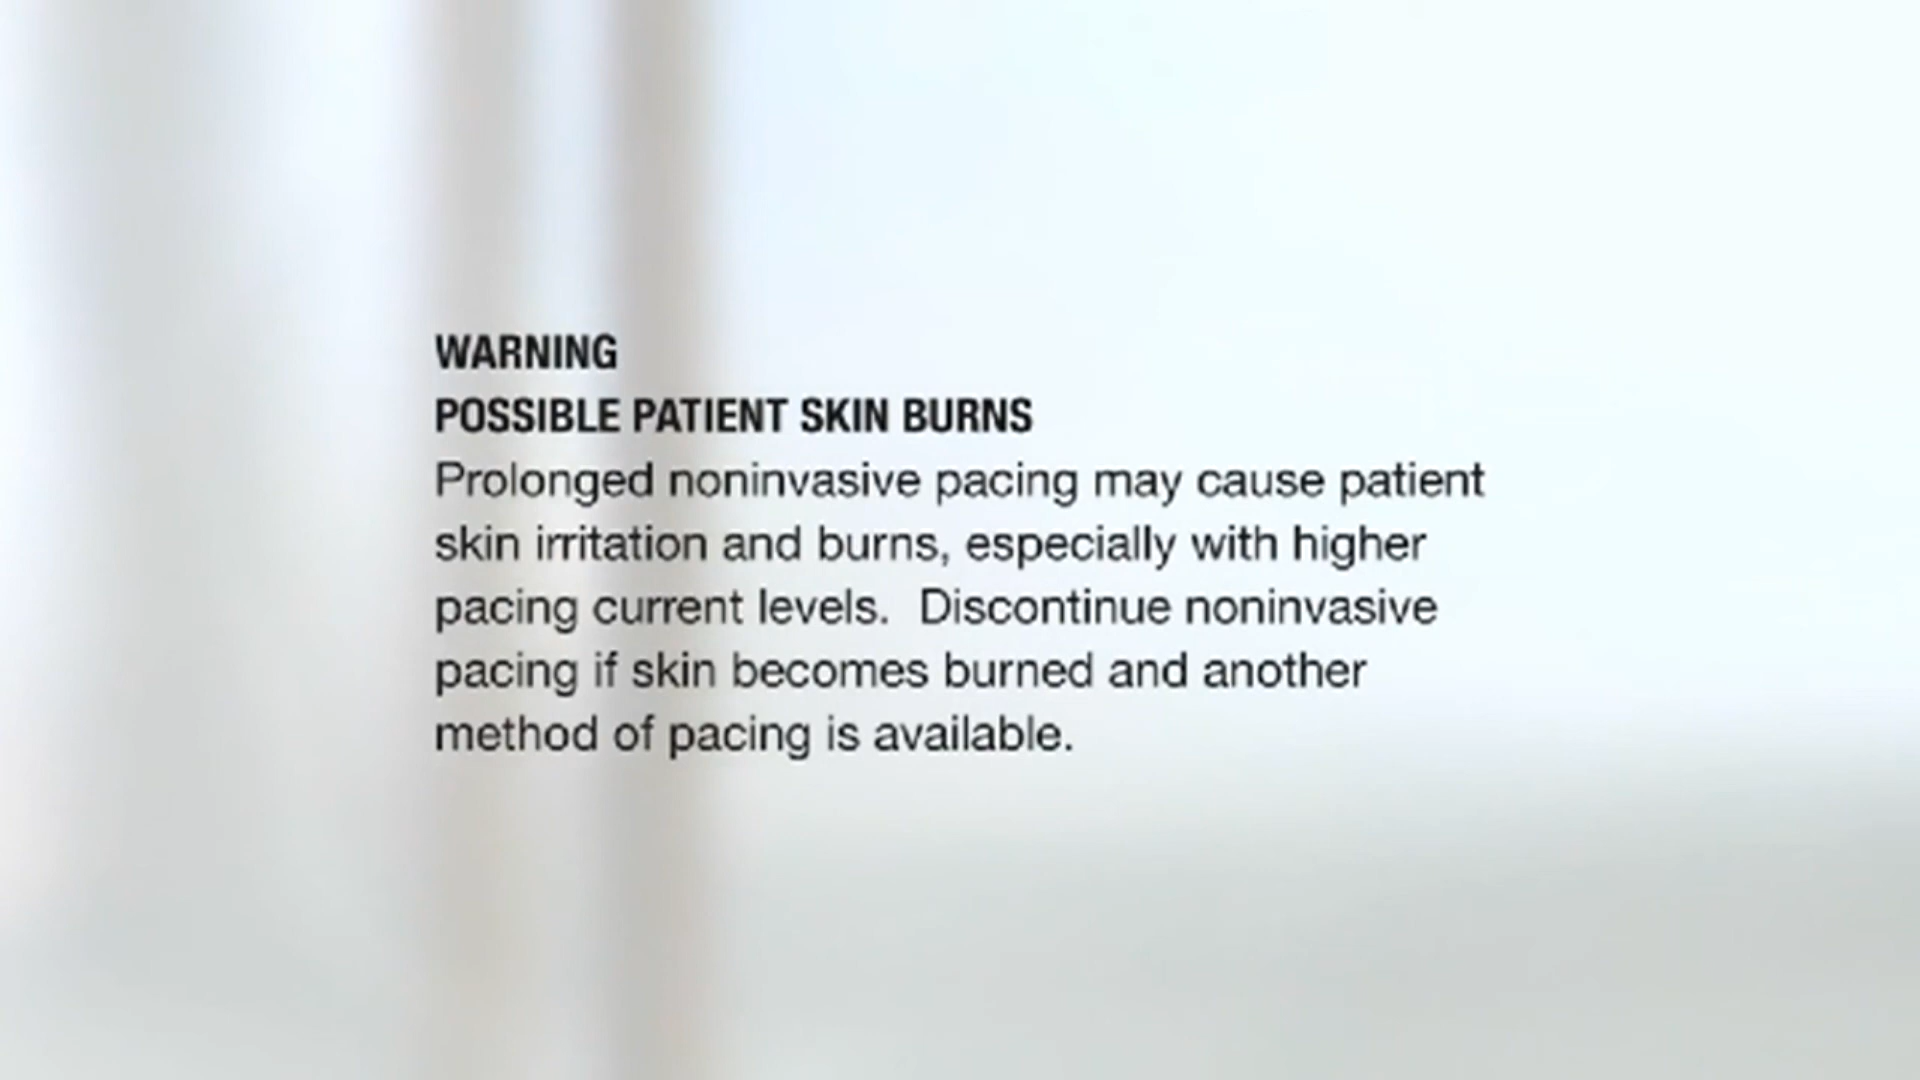 WARNING
POSSIBLE PATIENT SKIN BURNS
Prolonged noninvasive pacing may cause patient
skin irritation and burns, especially with higher
pacing current levels.  Discontinue noninvasive
pacing if skin becomes burned and another
method of pacing is available.